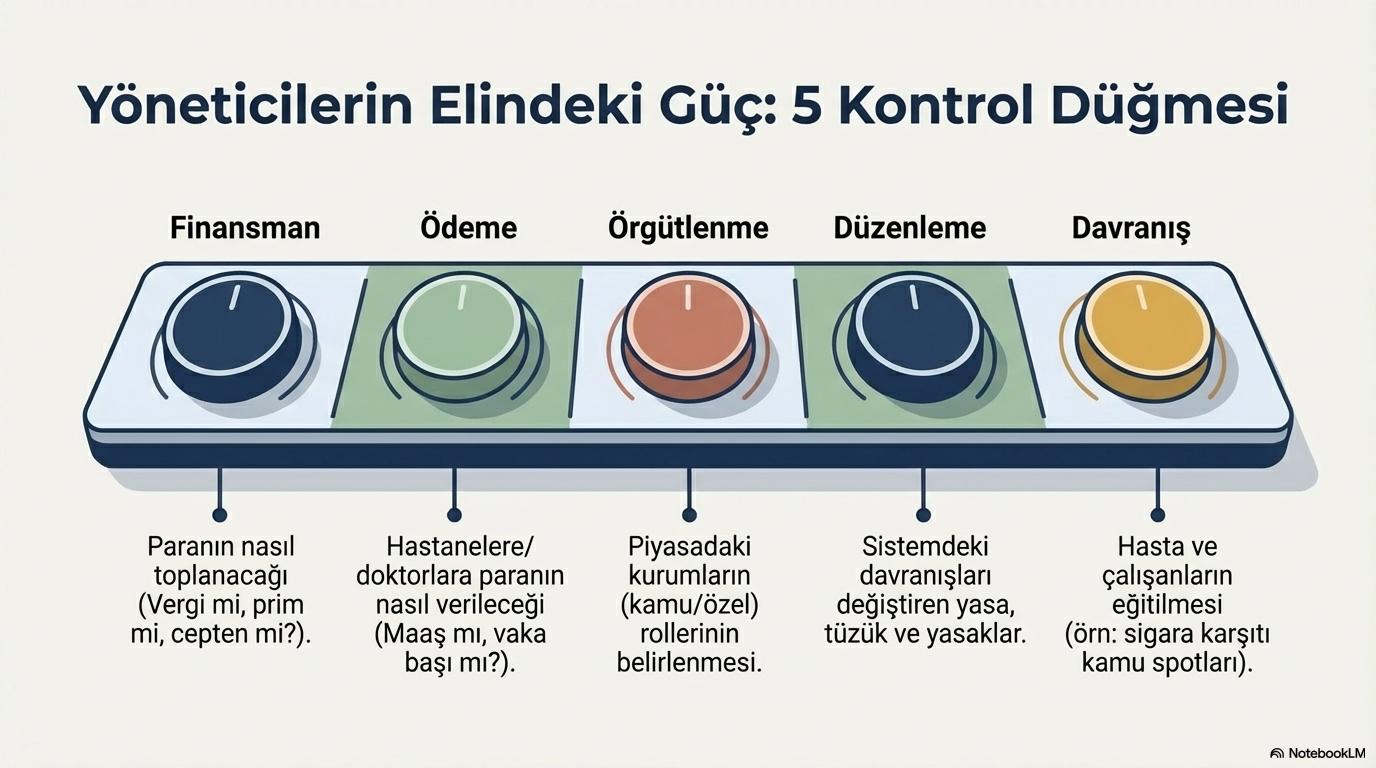 Yöneticilerin Elindeki Güç: 5 Kontrol Düğmesi
Finansman
Ödeme
Örgütlenme
Düzenleme
Davranış
Paranın nasıl
toplanacağı
(Vergi mi, prim
mi, cepten mi?).
Hastanelere/
doktorlara paranın
nasıl verileceği
(Maaş mı, vaka
başı mı?).
Piyasadaki
kurumların
(kamu/özel)
rollerinin
belirlenmesi.
Sistemdeki
davranışları
değiştiren yasa,
tüzük ve yasaklar.
Hasta ve
çalışanların
eğitilmesi
(örn: sigara karşıtı
kamu spotları).
NotebookLM